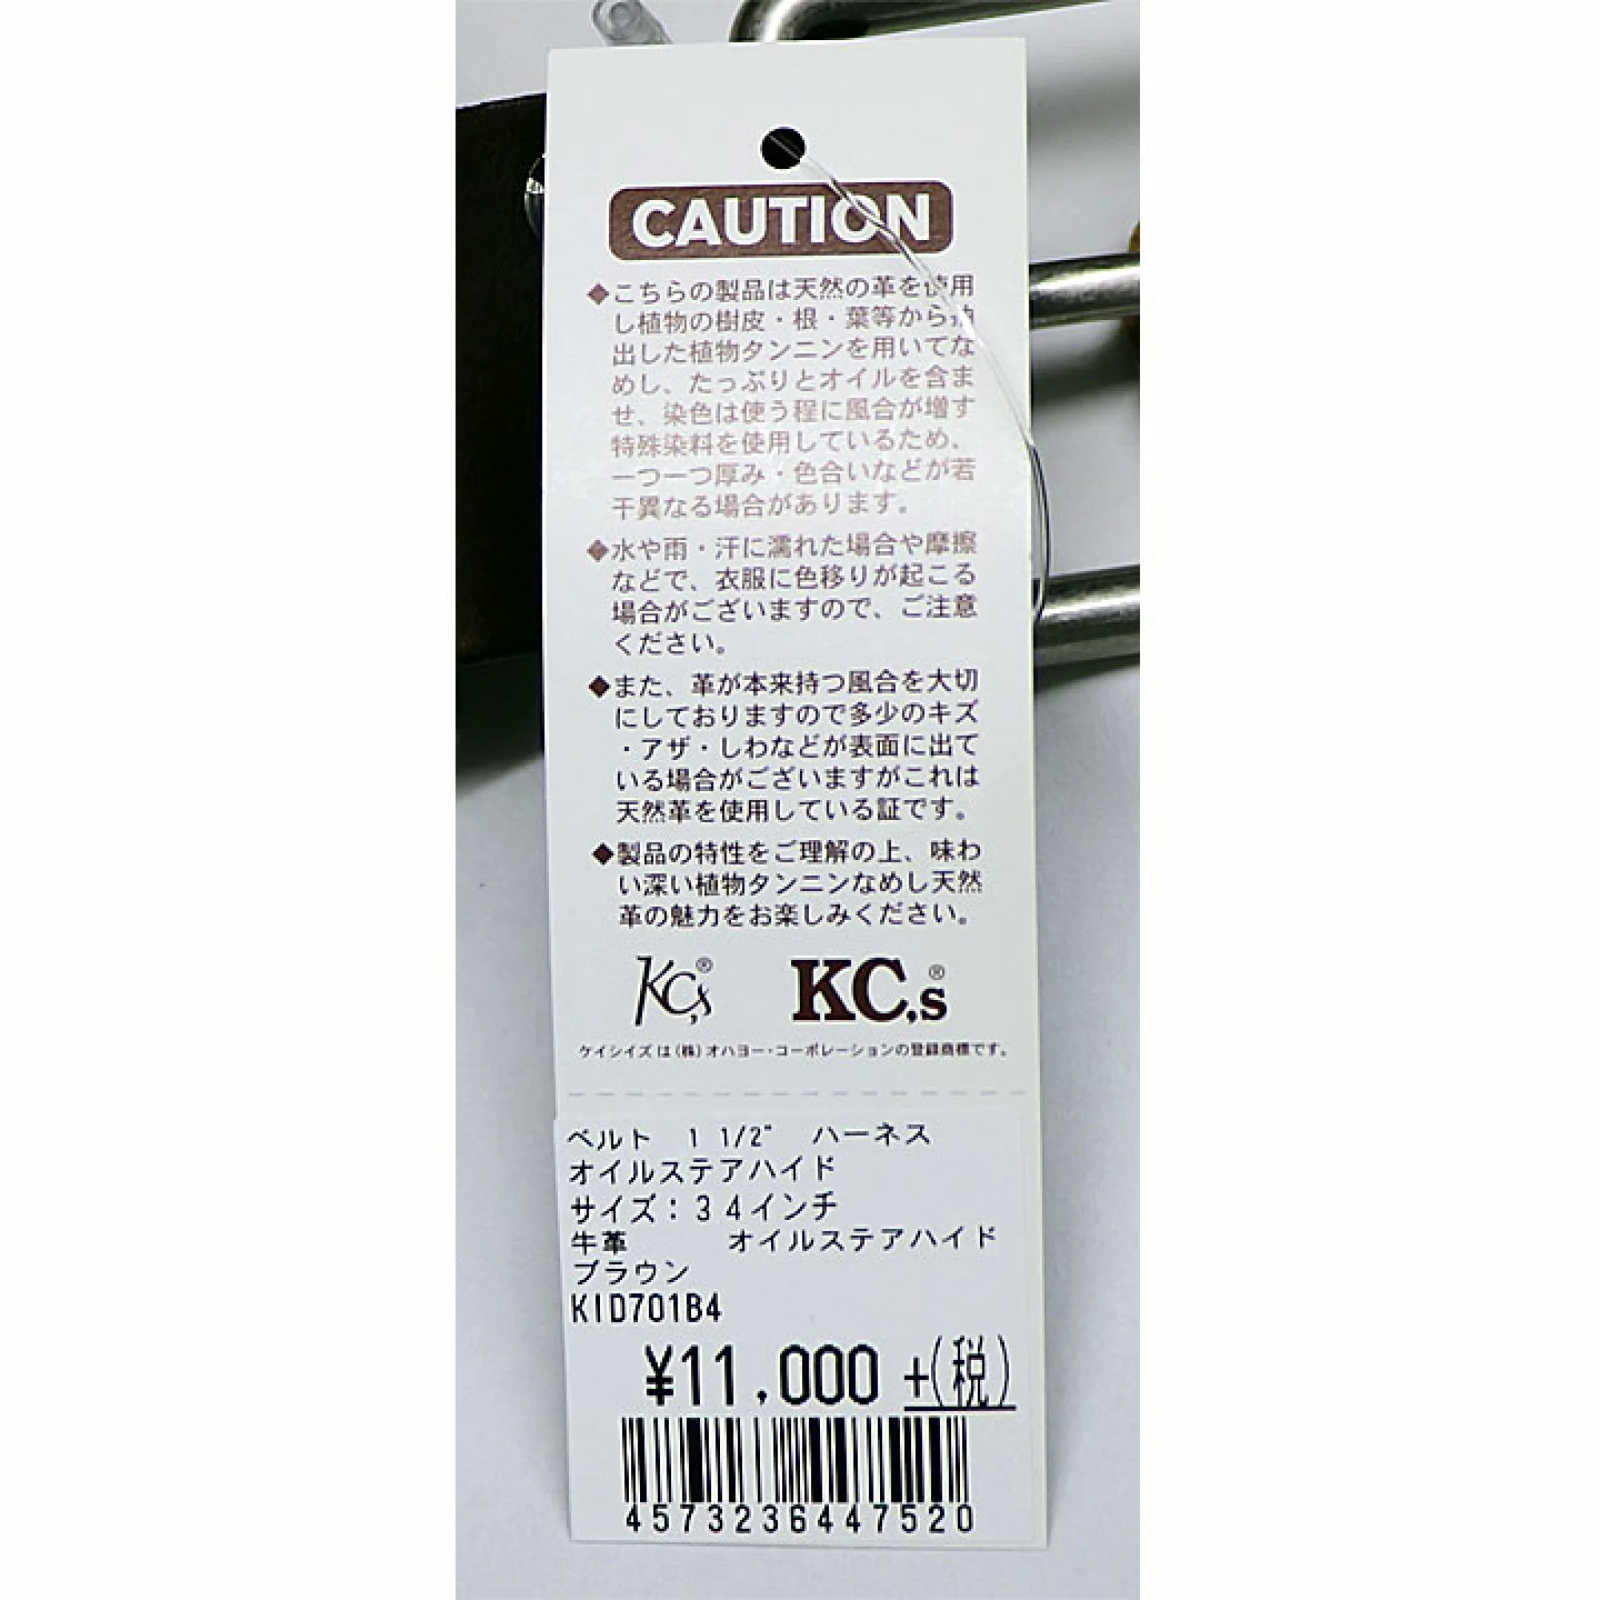 CAUTION
◆こちらの製品は天然の革を使用
し植物の樹皮・根・葉等から抽
出した植物タンニンを用いてな
めし、たっぷりとオイルを含ま
せ、染色は使う程に風合が増す
特殊染料を使用しているため、
一つ一つ厚み・色合いなどが若
干異なる場合があります。
◆水や雨・汗に濡れた場合や摩擦
などで、衣服に色移りが起こる
場合がございますので、ご注意
ください。
◆また、革が本来持つ風合を大切
にしておりますので多少のキズ
・アザ・しわなどが表面に出て
いる場合がございますがこれは
天然革を使用している証です。
◆製品の特性をご理解の上、味わ
い深い植物タンニンなめし天然
革の魅力をお楽しみください。
KC,s® KC,s®
ケイシイズ は (株) オハヨー・コーポレーションの登録商標です。
ベルト 1 1/2" ハーネス
オイルステアハイド
サイズ：34インチ
牛革 オイルステアハイド
ブラウン
KID701B4
¥11,000 +(税)
4573236447520